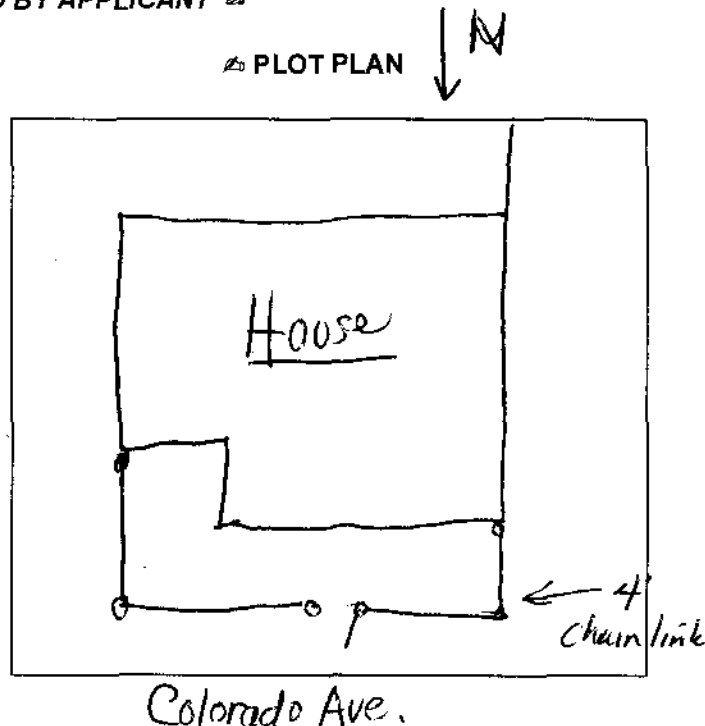 BY APPLICANT
N
PLOT PLAN
House
4'
Chain link
Colorado Ave.